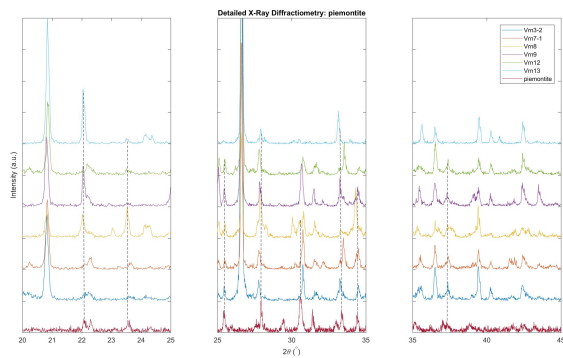 Detailed X-Ray Diffractometry: piemontite
Vm3-2
Vm7-1
Vm8
Vm9
Vm12
Vm13
piemontite
Intensity (a.u.)
20 21 22 23 24 25
25 30 35
35 40 45
2θ (°)